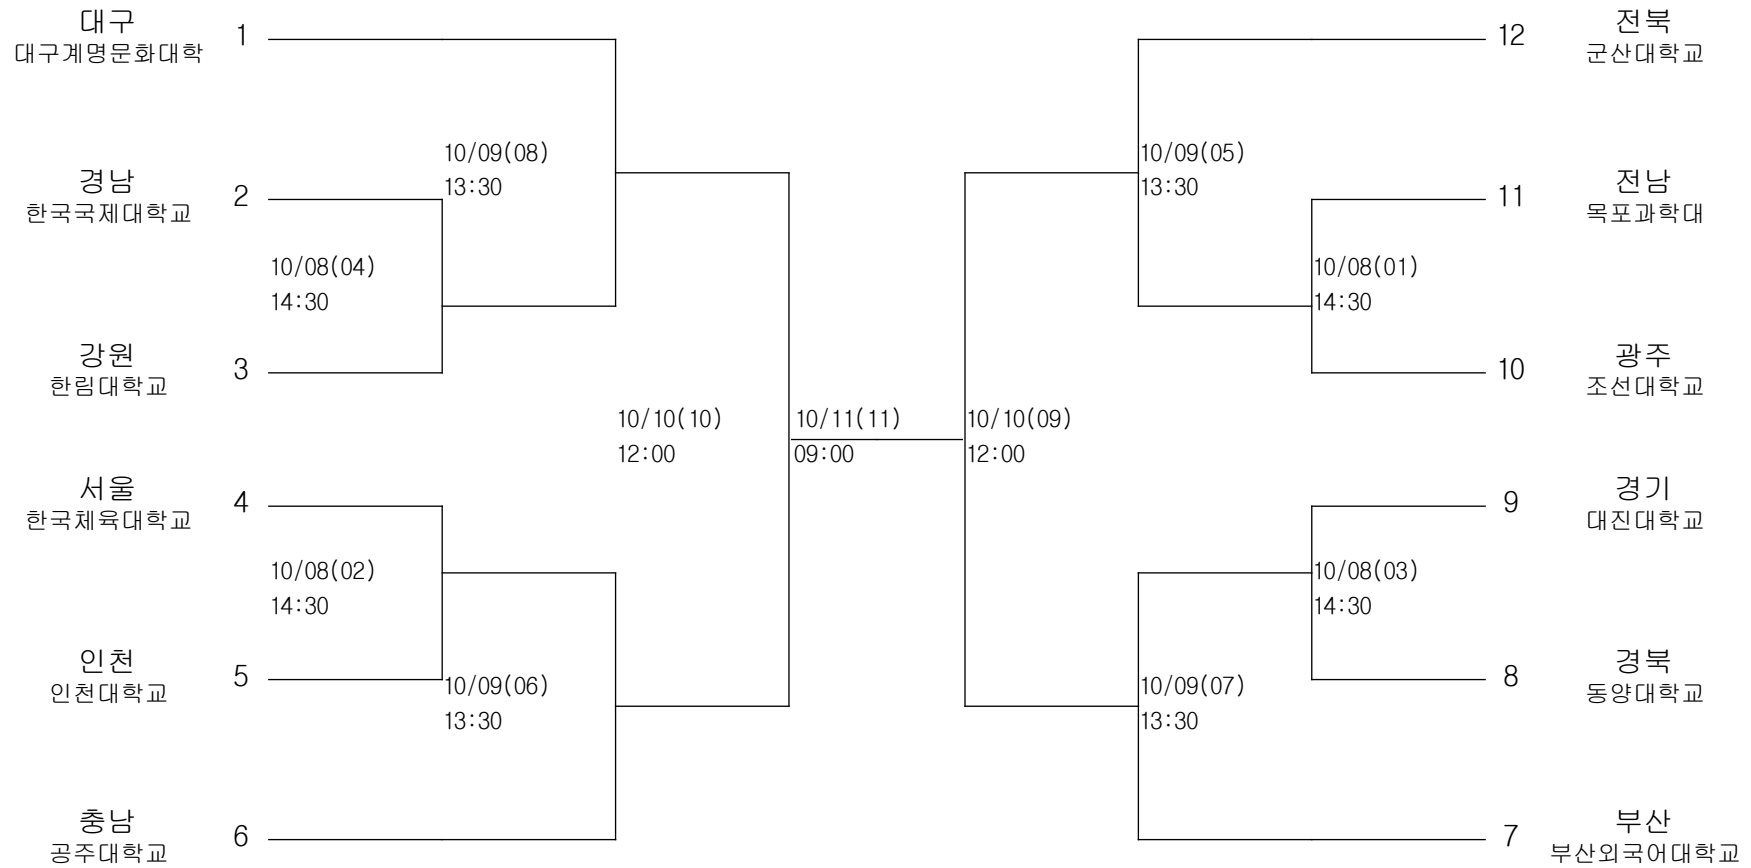 대구
대구계명문화대학
1
12
전북
군산대학교
10/09(08)
13:30
10/09(05)
13:30
경남
한국국제대학교
2
11
전남
목포과학대
10/08(04)
14:30
10/08(01)
14:30
강원
한림대학교
3
10
광주
조선대학교
10/10(10)
12:00
10/11(11)
09:00
10/10(09)
12:00
서울
한국체육대학교
4
9
경기
대진대학교
10/08(02)
14:30
10/08(03)
14:30
인천
인천대학교
5
8
경북
동양대학교
10/09(06)
13:30
10/09(07)
13:30
충남
공주대학교
6
7
부산
부산외국어대학교